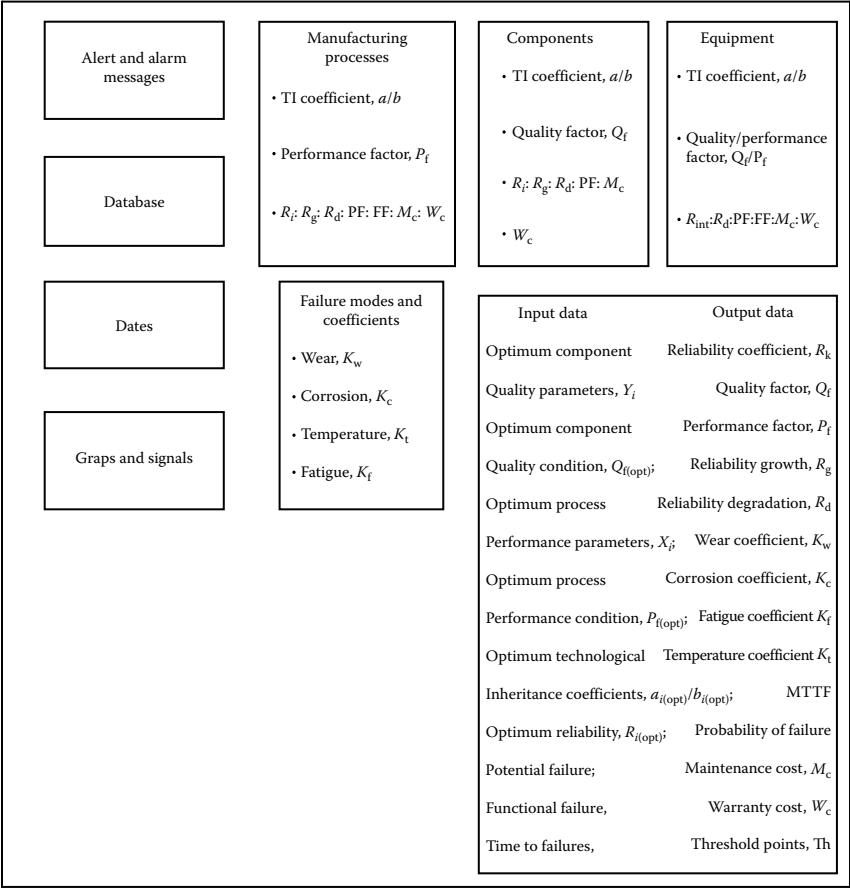 Alert and alarm
messages
Database
Dates
Graps and signals
Manufacturing
processes
• TI coefficient, a/b
• Performance factor, Pf
• Ri: Rg: Rd: PF: FF: Mc: Wc
Components
• TI coefficient, a/b
• Quality factor, Qf
• Ri: Rg: Rd: PF: Mc
• Wc
Equipment
• TI coefficient, a/b
• Quality/performance
factor, Qf/Pf
• Rint:Rd:PF:FF:Mc:Wc
Failure modes and
coefficients
• Wear, Kw
• Corrosion, Kc
• Temperature, Kt
• Fatigue, Kf
Input data Output data
Optimum component Reliability coefficient, Rk
Quality parameters, Yi Quality factor, Qf
Optimum component Performance factor, Pf
Quality condition, Qf(opt); Reliability growth, Rg
Optimum process Reliability degradation, Rd
Performance parameters, Xi; Wear coefficient, Kw
Optimum process Corrosion coefficient, Kc
Performance condition, Pf(opt); Fatigue coefficient Kf
Optimum technological Temperature coefficient Kt
Inheritance coefficients, ai(opt)/bi(opt); MTTF
Optimum reliability, Ri(opt); Probability of failure
Potential failure; Maintenance cost, Mc
Functional failure, Warranty cost, Wc
Time to failures, Threshold points, Th